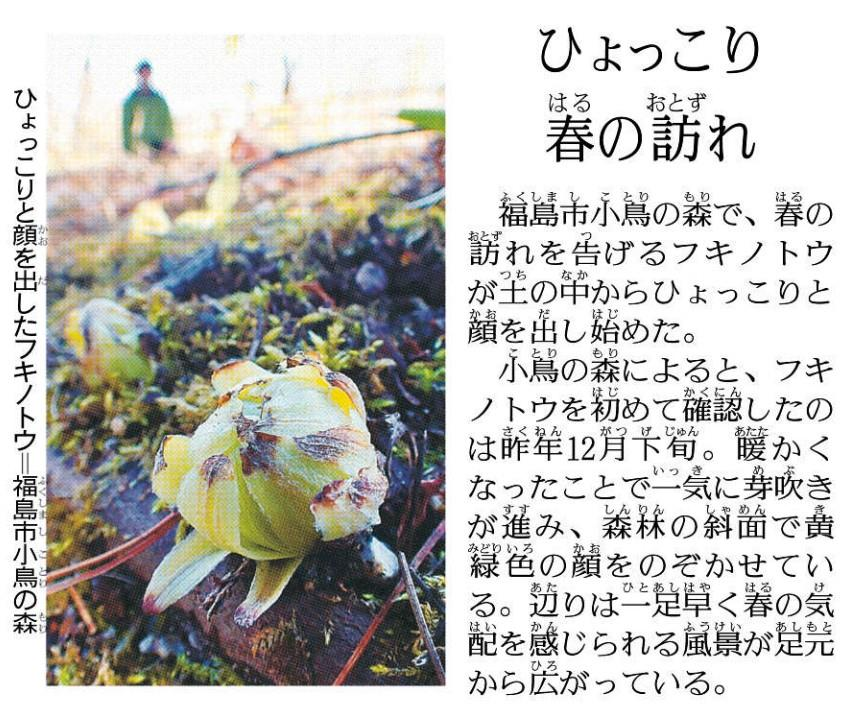 ひょっこり
春の訪れ
福島市小鳥の森で、春の
訪れを告げるフキノトウ
が土の中からひょっこりと
顔を出し始めた。
小鳥の森によると、フキ
ノトウを初めて確認したの
は昨年12月下旬。暖かく
なったことで一気に芽吹き
が進み、森林の斜面で黄
緑色の顔をのぞかせてい
る。辺りは一足早く春の気
配を感じられる風景が足元
から広がっている。
ひょっこりと顔を出したフキノトウ＝福島市小鳥の森